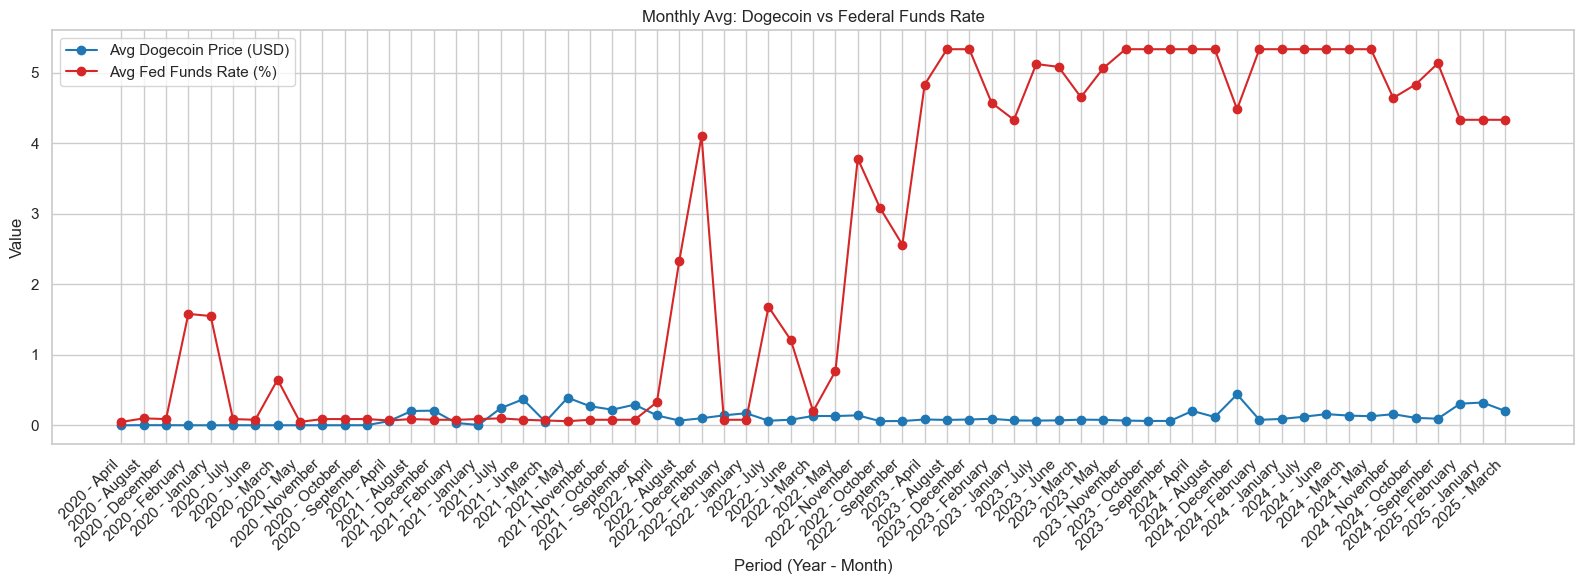 Monthly Avg: Dogecoin vs Federal Funds Rate
Avg Dogecoin Price (USD)
Avg Fed Funds Rate (%)
Value
5
4
3
2
1
0
2020 - April
2020 - August
2020 - December
2020 - February
2020 - January
2020 - July
2020 - June
2020 - March
2020 - May
2020 - November
2020 - October
2020 - September
2021 - April
2021 - August
2021 - December
2021 - February
2021 - January
2021 - July
2021 - June
2021 - March
2021 - May
2021 - November
2021 - October
2021 - September
2022 - April
2022 - August
2022 - December
2022 - February
2022 - January
2022 - July
2022 - June
2022 - March
2022 - May
2022 - November
2022 - October
2022 - September
2023 - April
2023 - August
2023 - December
2023 - February
2023 - January
2023 - July
2023 - June
2023 - March
2023 - May
2023 - November
2023 - October
2023 - September
2024 - April
2024 - August
2024 - December
2024 - February
2024 - January
2024 - July
2024 - June
2024 - March
2024 - May
2024 - November
2024 - October
2024 - September
2025 - February
2025 - January
2025 - March
Period (Year - Month)